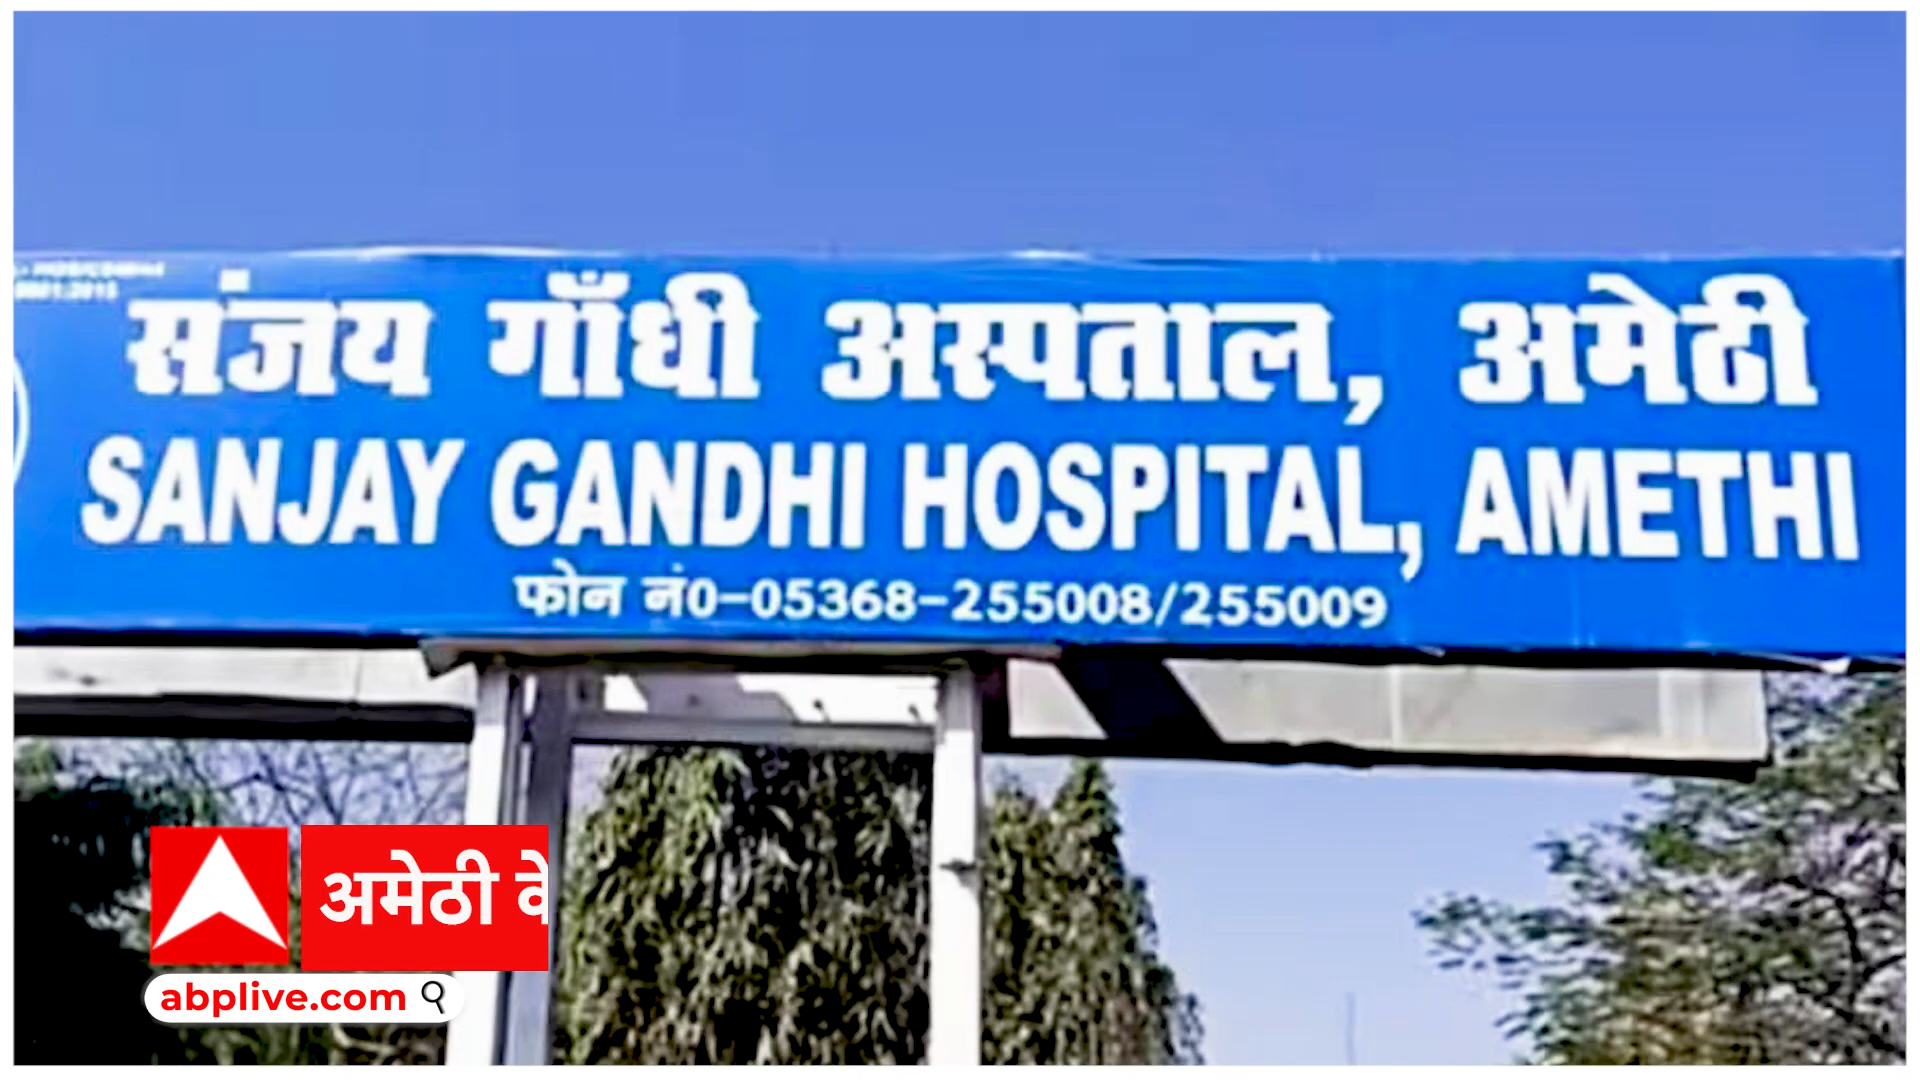 संजय गाँधी अस्पताल, अमेठी
SANJAY GANDHI HOSPITAL, AMETHI
फोन नं0-05368-255008/255009
अमेठी के
abplive.com